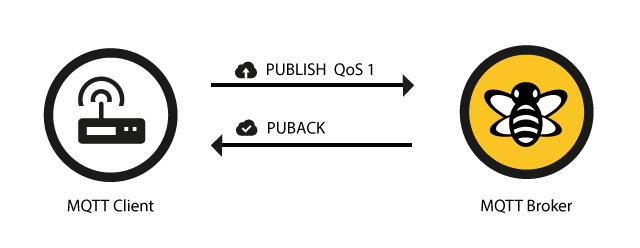 PUBLISH QoS 1
PUBACK
MQTT Client
MQTT Broker